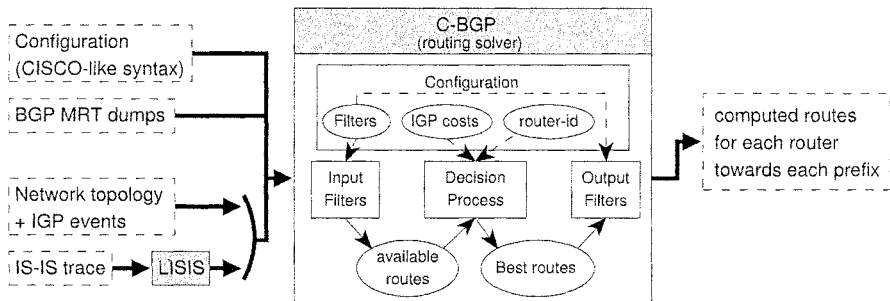 Configuration
(CISCO-like syntax)
BGP MRT dumps
Network topology
+ IGP events
IS-IS trace
LISIS
C-BGP
(routing solver)
Configuration
Filters
IGP costs
router-id
Input
Filters
Decision
Process
Output
Filters
available
routes
Best routes
computed routes
for each router
towards each prefix